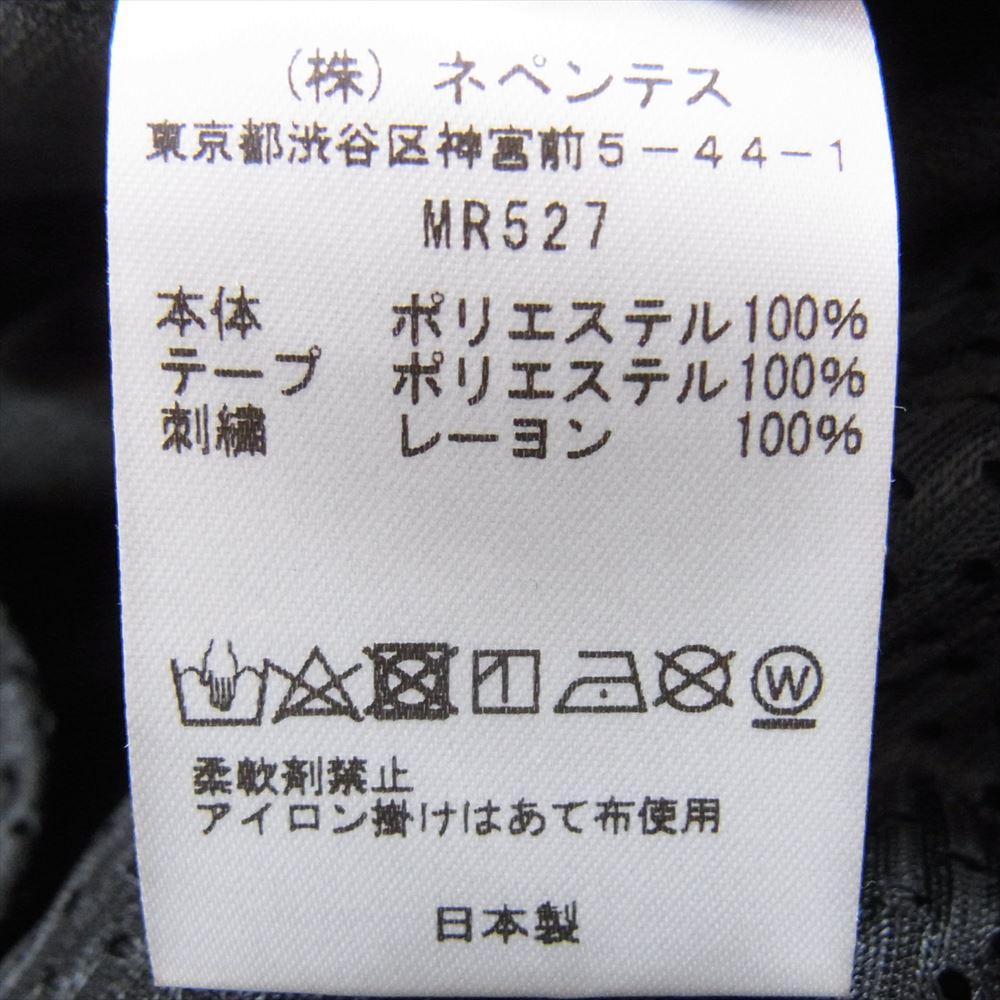 (株) ネペンテス
東京都渋谷区神宮前5-44-1
MR527
本体 ポリエステル100%
テープ ポリエステル100%
刺繍 レーヨン 100%
W
柔軟剤禁止
アイロン掛けはあて布使用
日本製